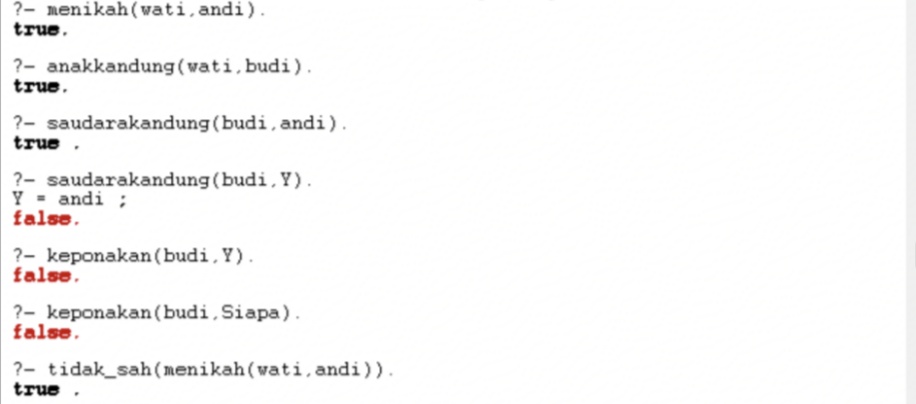 ?- menikah(wati,andi).
true.
?- anakkandung(wati,budi).
true.
?- saudarakandung(budi,andi).
true .
?- saudarakandung(budi,Y).
Y = andi ;
false.
?- keponakan(budi,Y).
false.
?- keponakan(budi,Siapa).
false.
?- tidak_sah(menikah(wati,andi)).
true .